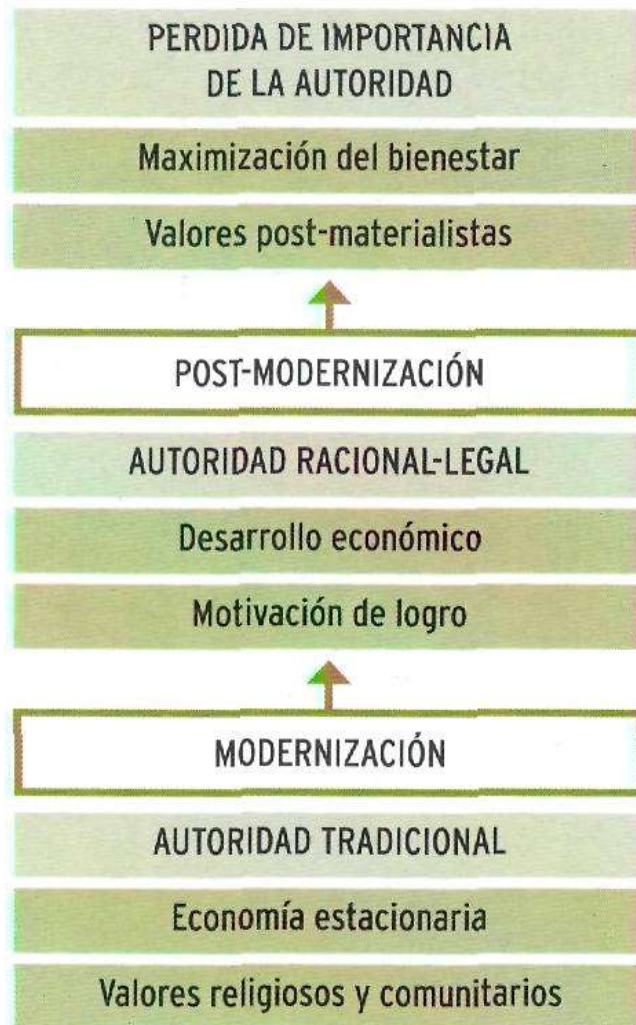 PERDIDA DE IMPORTANCIA
DE LA AUTORIDAD
Maximización del bienestar
Valores post-materialistas
POST-MODERNIZACIÓN
AUTORIDAD RACIONAL-LEGAL
Desarrollo económico
Motivación de logro
MODERNIZACIÓN
AUTORIDAD TRADICIONAL
Economía estacionaria
Valores religiosos y comunitarios